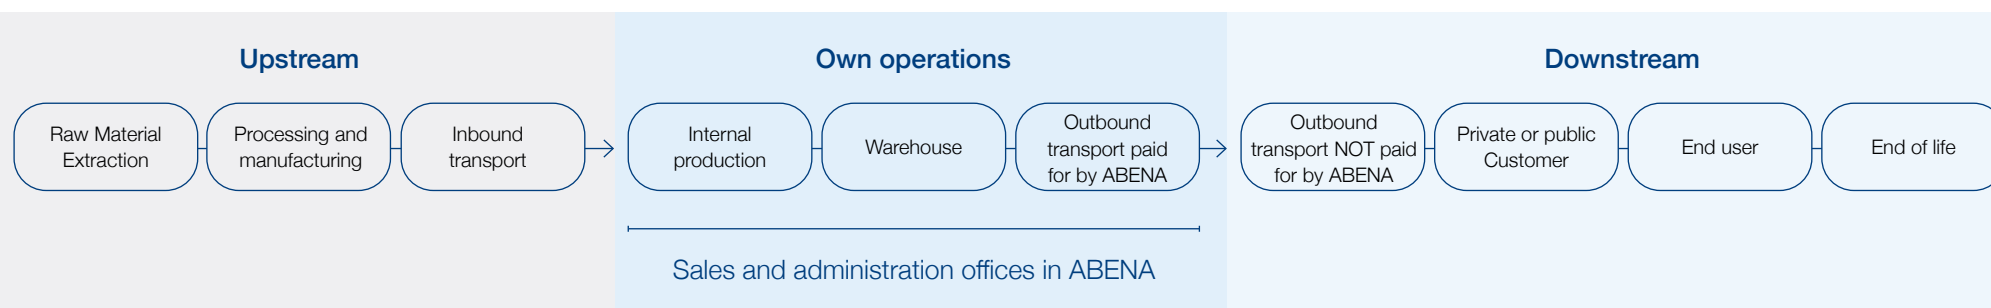 Upstream
Own operations
Downstream
Raw Material
Extraction
Processing and
manufacturing
Inbound
transport
Internal
production
Warehouse
Outbound
transport paid
for by ABENA
Outbound
transport NOT paid
for by ABENA
Private or public
Customer
End user
End of life
Sales and administration offices in ABENA